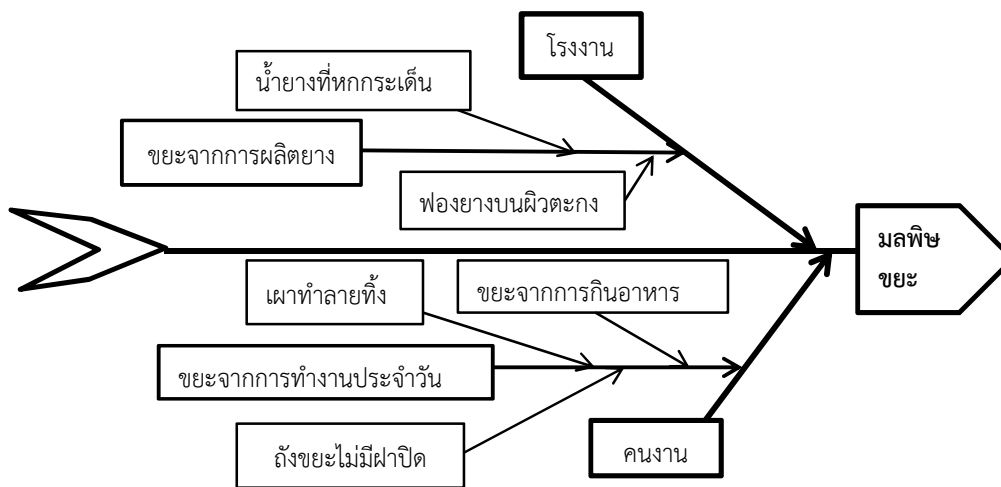 โรงงาน
น้ำยางที่หกกระเด็น
ขยะจากการผลิตยาง
ฟองยางบนผิวตะกง
มลพิษ
ขยะ
เผาทำลายทิ้ง
ขยะจากการกินอาหาร
ขยะจากการทำงานประจำวัน
ถังขยะไม่มีฝาปิด
คนงาน